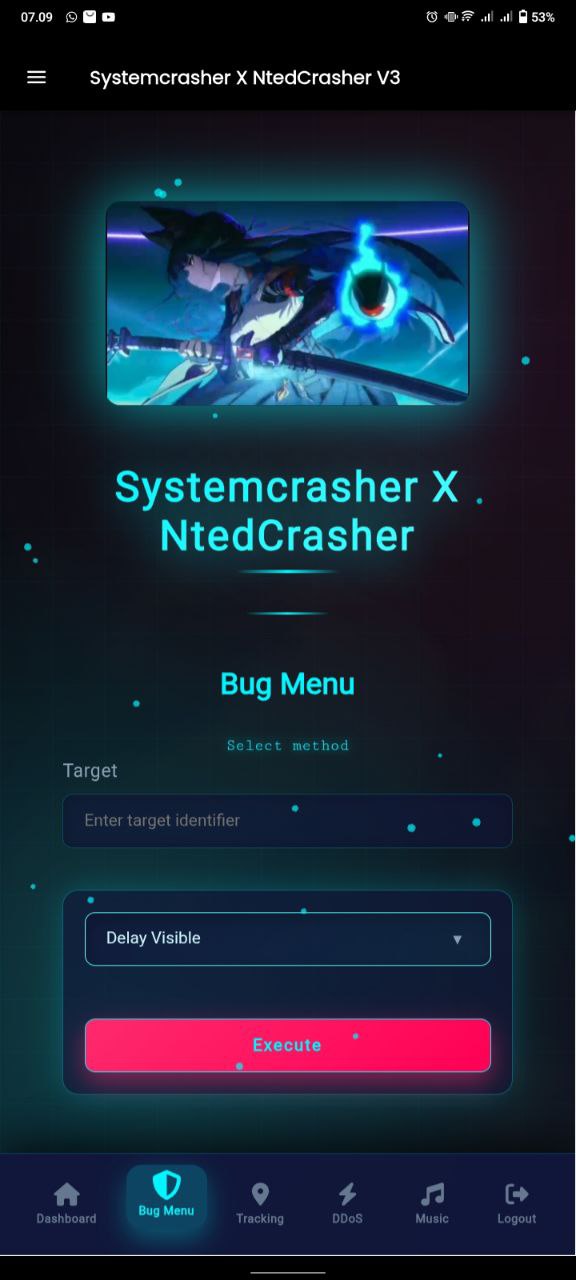 07.09
53%
Systemcrasher X NtedCrasher V3
Systemcrasher X
NtedCrasher
Bug Menu
Select method
Target
Enter target identifier
Delay Visible
Execute
Dashboard
Bug Menu
Tracking
DDoS
Music
Logout